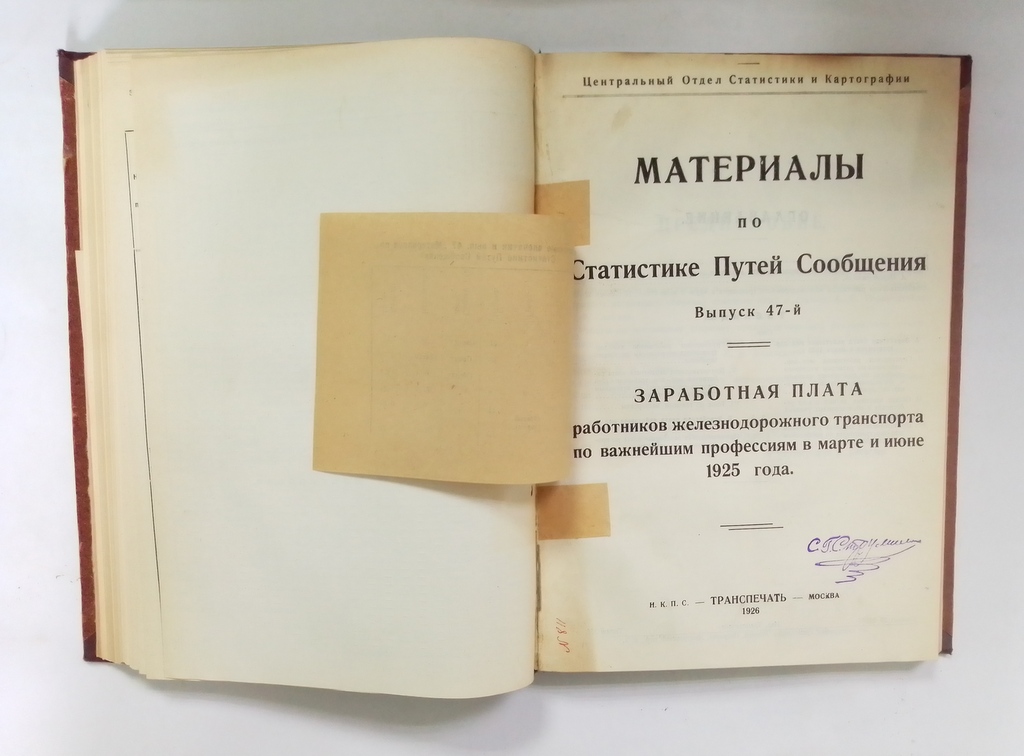 Центральный Отдел Статистики и Картографии
МАТЕРИАЛЫ
по
Статистике Путей Сообщения
Выпуск 47-й
ЗАРАБОТНАЯ ПЛАТА
работников железнодорожного транспорта
по важнейшим профессиям в марте и июне
1925 года.
С.Г.Струмилин
Н. К. П. С. — ТРАНСПЕЧАТЬ — МОСКВА
1926